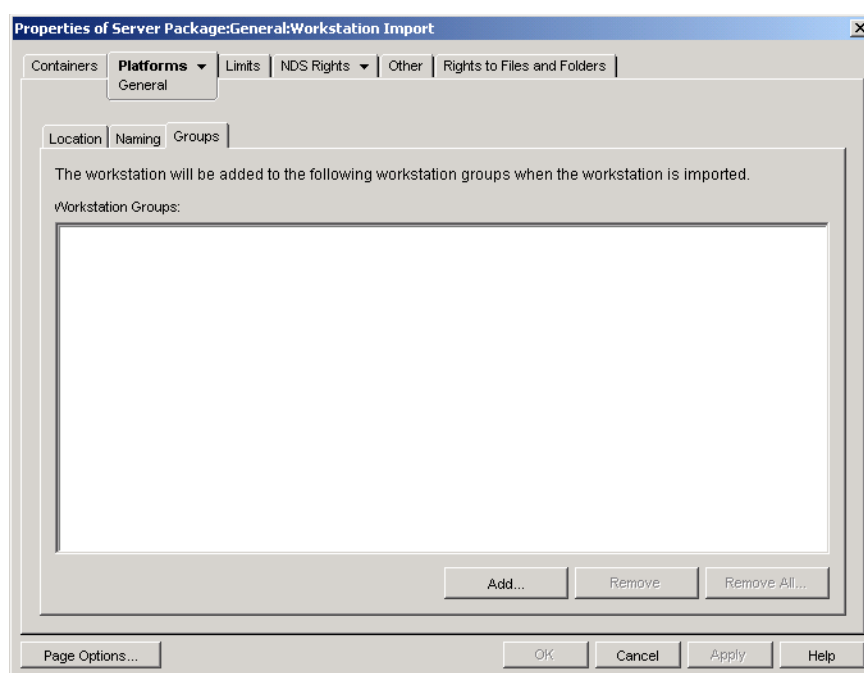 Properties of Server Package:General:Workstation Import
Containers Platforms Limits NDS Rights Other Rights to Files and Folders
General
Location Naming Groups
The workstation will be added to the following workstation groups when the workstation is imported.
Workstation Groups:
Add... Remove Remove All...
Page Options... OK Cancel Apply Help